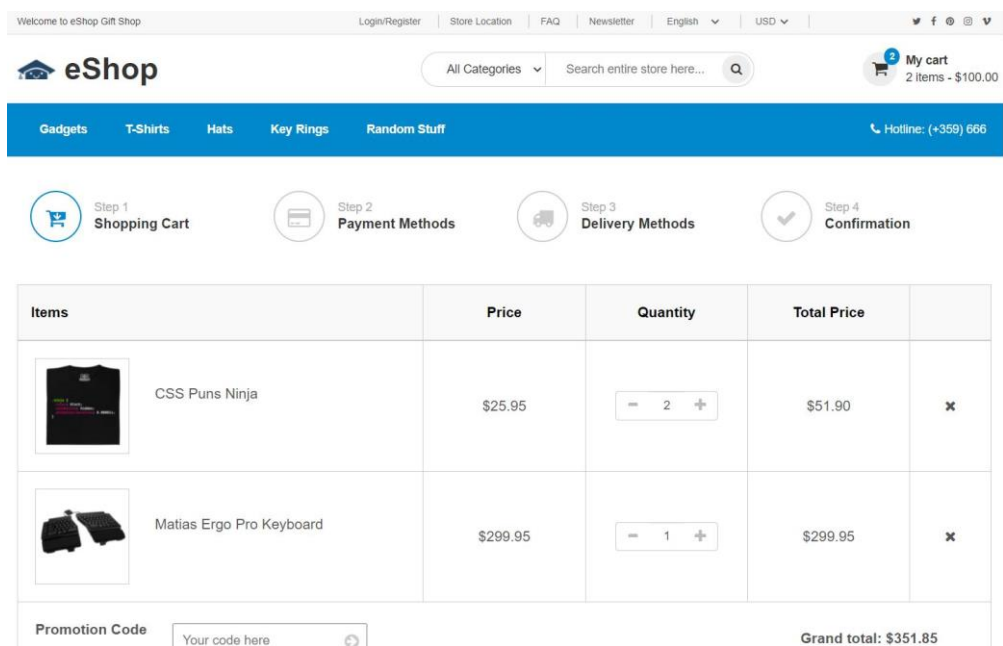 Welcome to eShop Gift Shop Login/Register Store Location FAQ Newsletter English USD
eShop All Categories Search entire store here... 2 My cart
2 items - $100.00
Gadgets T-Shirts Hats Key Rings Random Stuff Hotline: (+359) 666
Step 1 Step 2 Step 3 Step 4
Shopping Cart Payment Methods Delivery Methods Confirmation
Items Price Quantity Total Price
CSS Puns Ninja
$25.95 2 $51.90
Matias Ergo Pro Keyboard
$299.95 1 $299.95
Promotion Code Your code here Grand total: $351.85